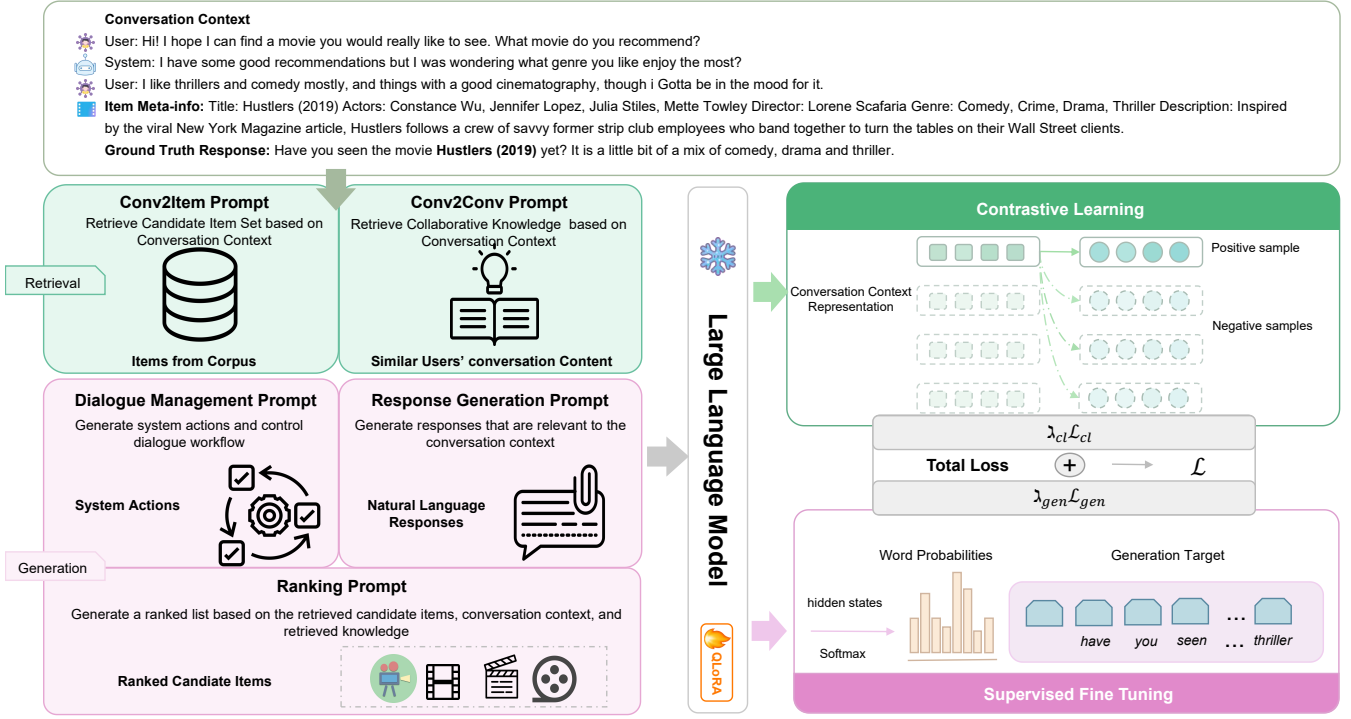 Conversation Context
User: Hi! I hope I can find a movie you would really like to see. What movie do you recommend?
System: I have some good recommendations but I was wondering what genre you like enjoy the most?
User: I like thrillers and comedy mostly, and things with a good cinematography, though i Gotta be in the mood for it.
Item Meta-info: Title: Hustlers (2019) Actors: Constance Wu, Jennifer Lopez, Julia Stiles, Mette Towley Director: Lorene Scafaria Genre: Comedy, Crime, Drama, Thriller Description: Inspired
by the viral New York Magazine article, Hustlers follows a crew of savvy former strip club employees who band together to turn the tables on their Wall Street clients.
Ground Truth Response: Have you seen the movie Hustlers (2019) yet? It is a little bit of a mix of comedy, drama and thriller.
Retrieval
Conv2Item Prompt
Retrieve Candidate Item Set based on
Conversation Context
Items from Corpus
Conv2Conv Prompt
Retrieve Collaborative Knowledge based on
Conversation Context
Similar Users' conversation Content
Generation
Dialogue Management Prompt
Generate system actions and control
dialogue workflow
System Actions
Response Generation Prompt
Generate responses that are relevant to the
conversation context
Natural Language
Responses
Ranking Prompt
Generate a ranked list based on the retrieved candidate items, conversation context, and
retrieved knowledge
Ranked Candiate Items
Large Language Model
QLoRA
Contrastive Learning
Conversation Context
Representation
Positive sample
Negative samples
λcl ℒcl
Total Loss + ℒ
λgen ℒgen
Word Probabilities
Generation Target
hidden states
Softmax
...
have you seen ... thriller
Supervised Fine Tuning